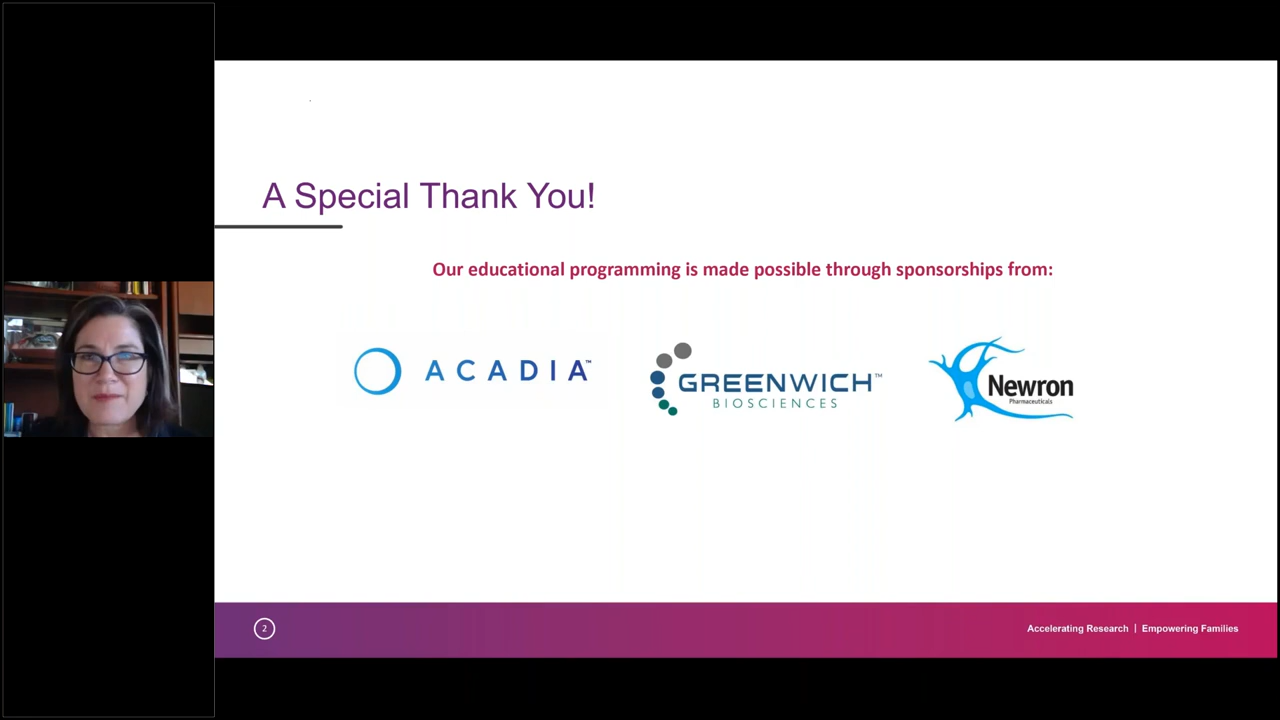 A Special Thank You!
Our educational programming is made possible through sponsorships from:
ACADIA™
GREENWICH™
BIOSCIENCES
Newron
Pharmaceuticals
2
Accelerating Research | Empowering Families